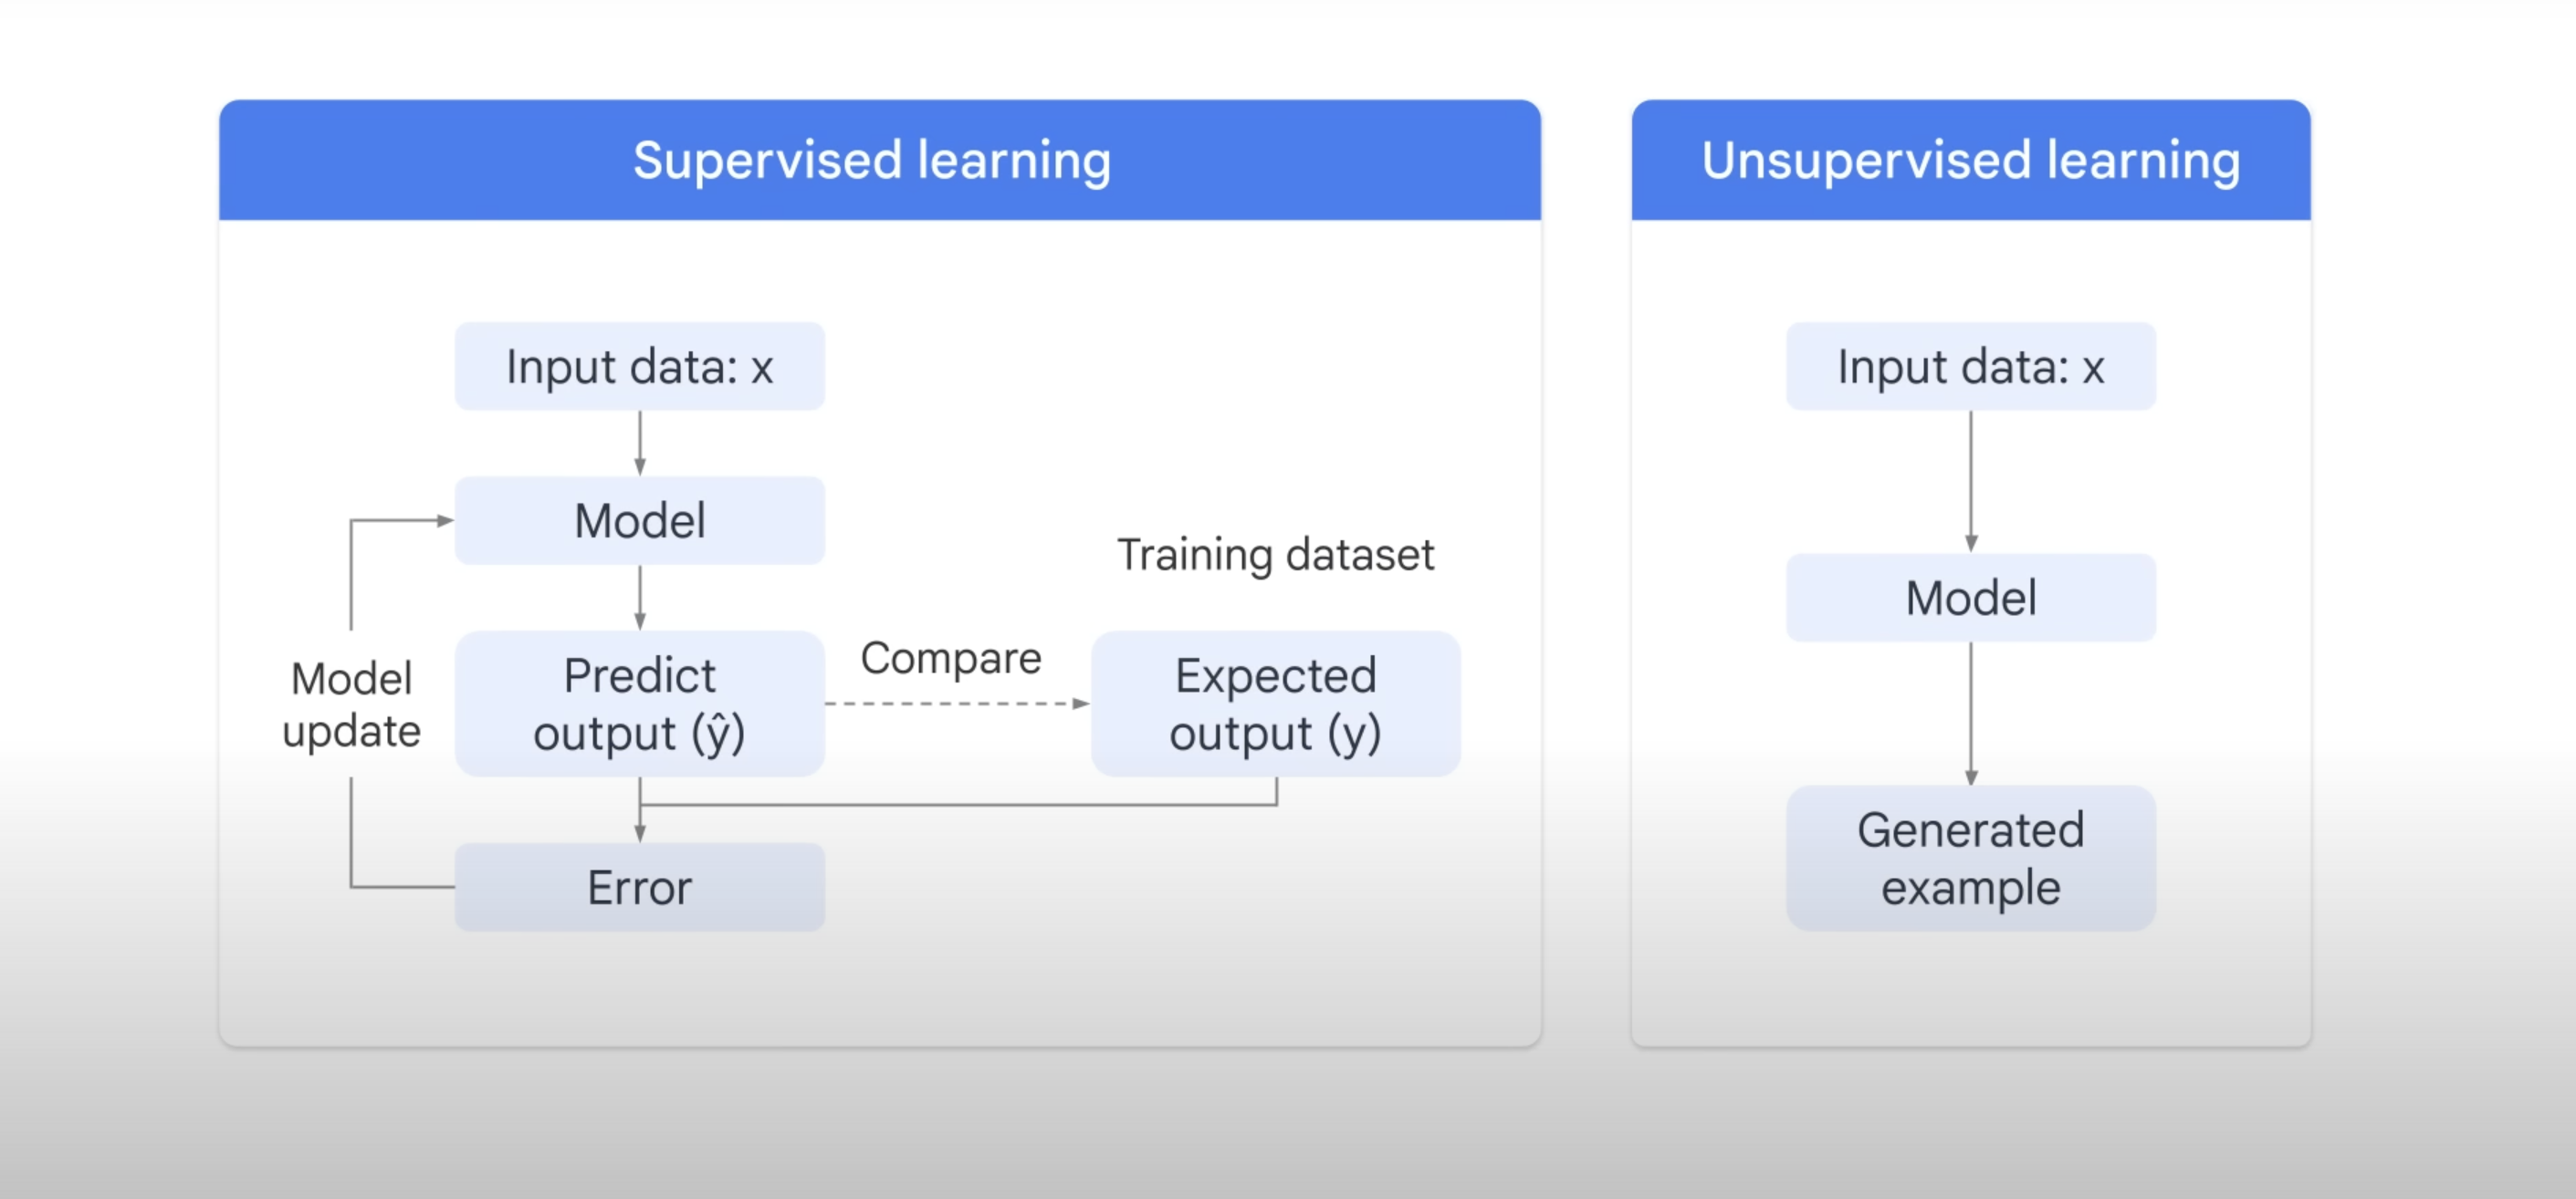 Supervised learning
Input data: x
Model
Training dataset
Model
update
Predict
output (ŷ)
Compare
Expected
output (y)
Error
Unsupervised learning
Input data: x
Model
Generated
example